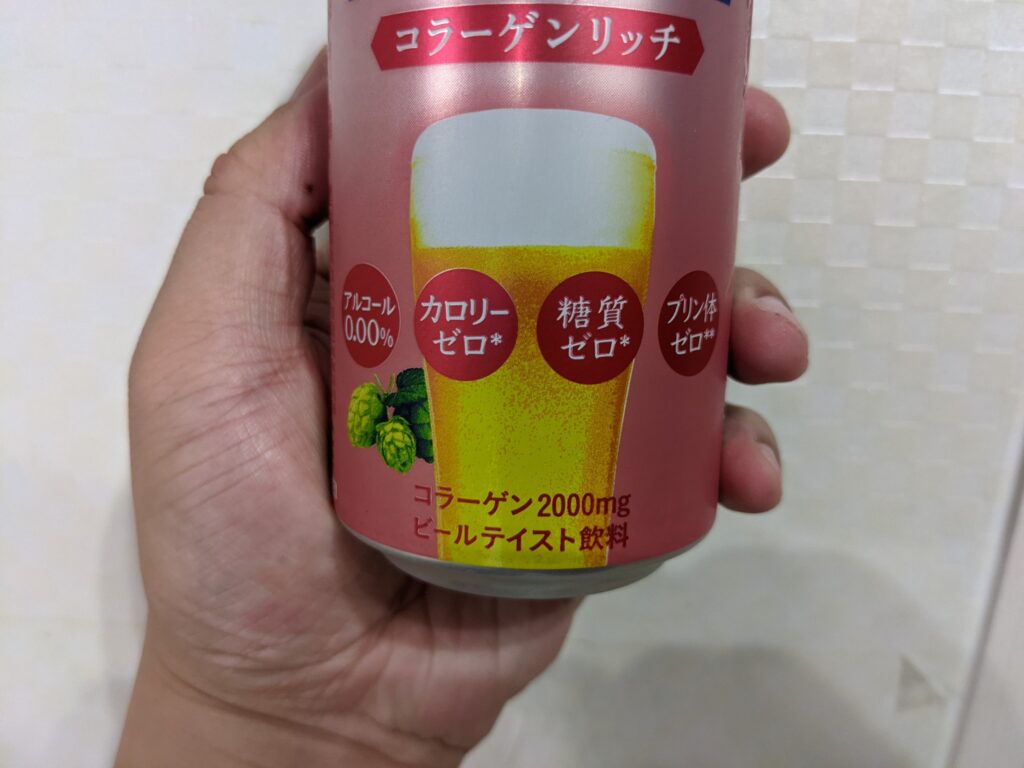 コラーゲンリッチ
アルコール
0.00%
カロリー
ゼロ*
糖質
ゼロ*
プリン体
ゼロ**
コラーゲン2000mg
ビールテイスト飲料